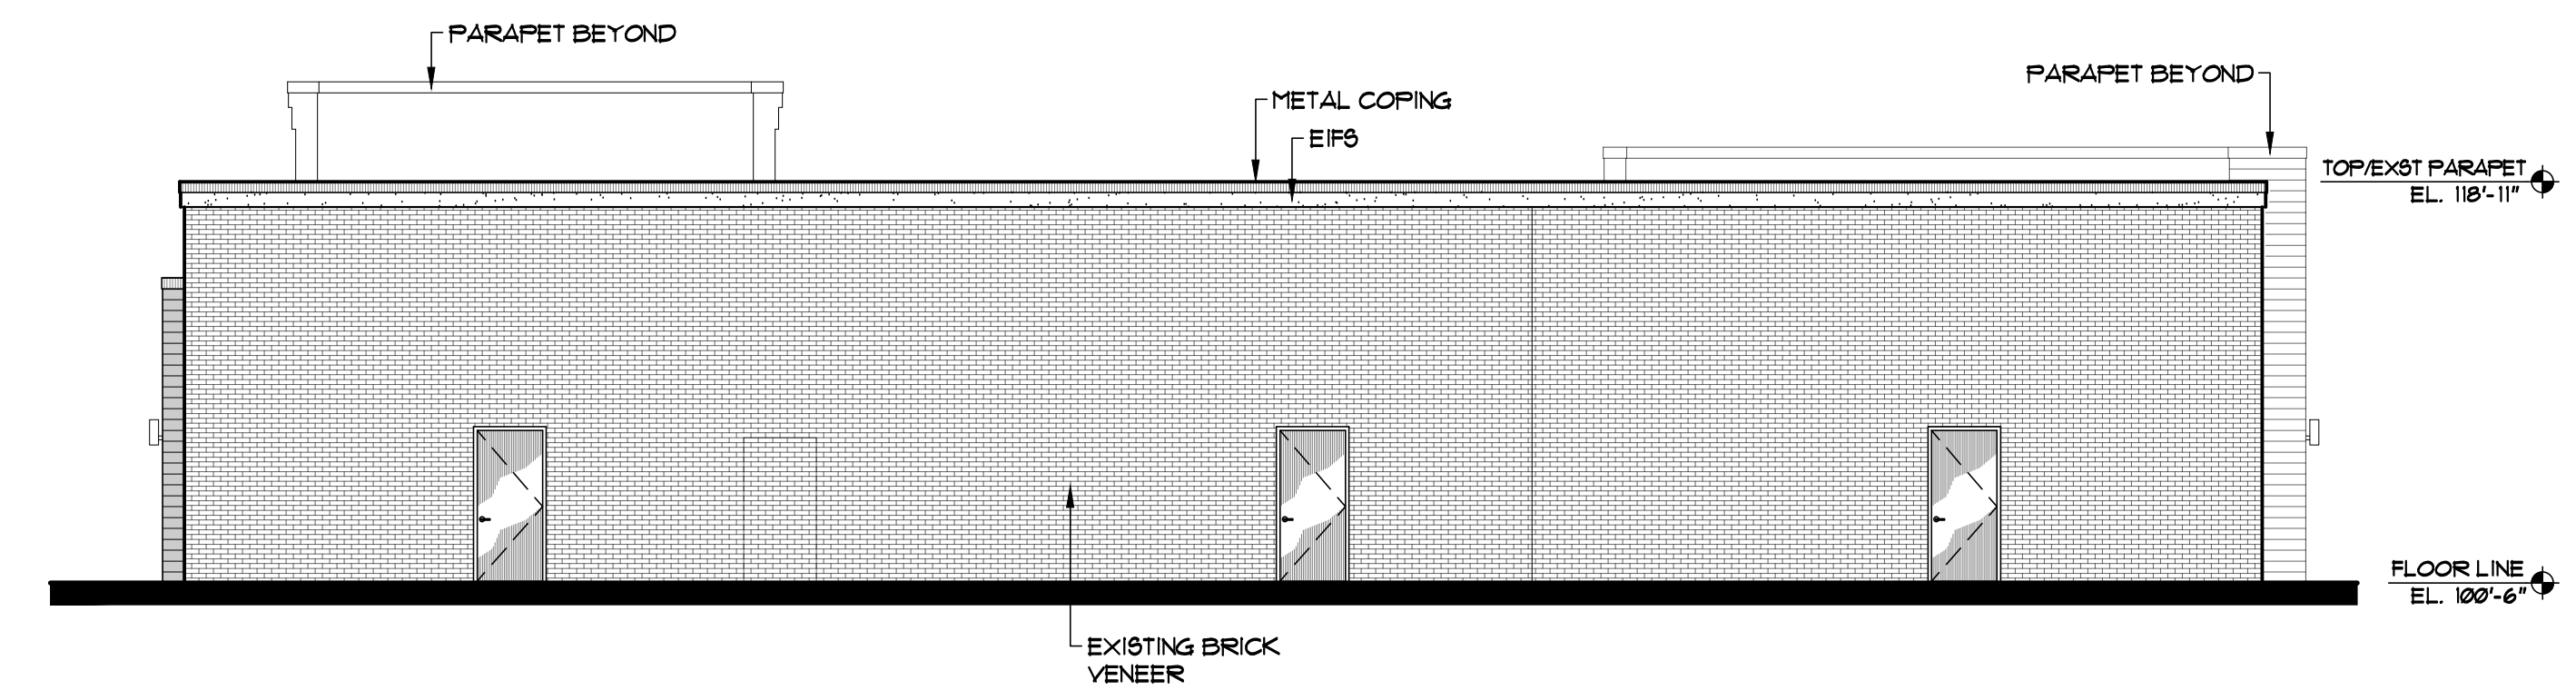 PARAPET BEYOND
PARAPET BEYOND
METAL COPING
EIFS
TOP/EXST PARAPET
EL. 118'-11"
FLOOR LINE
EL. 100'-6"
EXISTING BRICK
VENEER